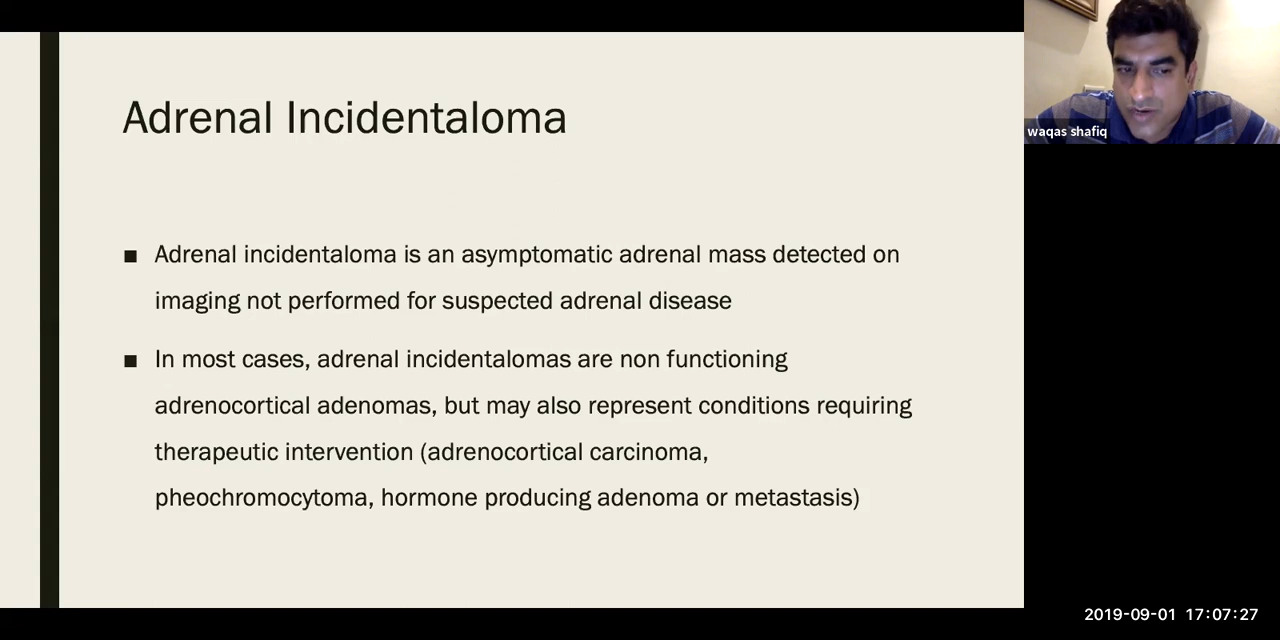 Adrenal Incidentaloma
■ Adrenal incidentaloma is an asymptomatic adrenal mass detected on
imaging not performed for suspected adrenal disease
■ In most cases, adrenal incidentalomas are non functioning
adrenocortical adenomas, but may also represent conditions requiring
therapeutic intervention (adrenocortical carcinoma,
pheochromocytoma, hormone producing adenoma or metastasis)
waqas shafiq
2019-09-01 17:07:27